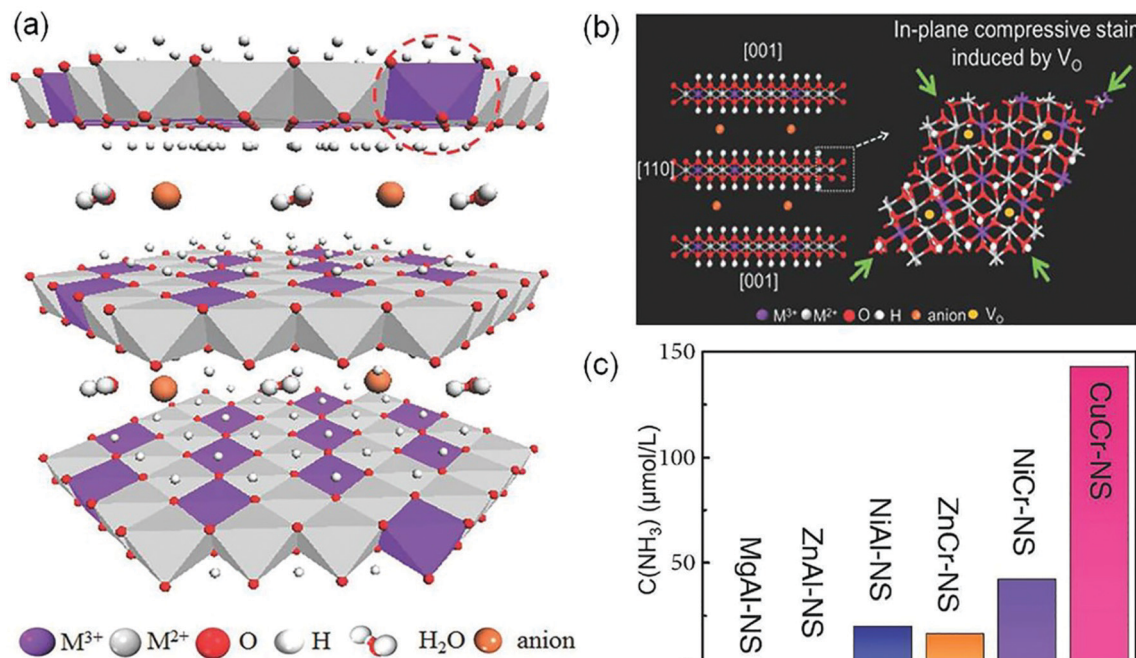 (a)
M³⁺ M²⁺ O H H₂O anion
(b)
In-plane compressive stain
induced by V_O
[001]
[110]
[001]
M³⁺ M²⁺ O H anion V_O
(c)
C(NH₃) (μmol/L)
150
100
50
MgAl-NS
ZnAl-NS
NiAl-NS
ZnCr-NS
NiCr-NS
CuCr-NS